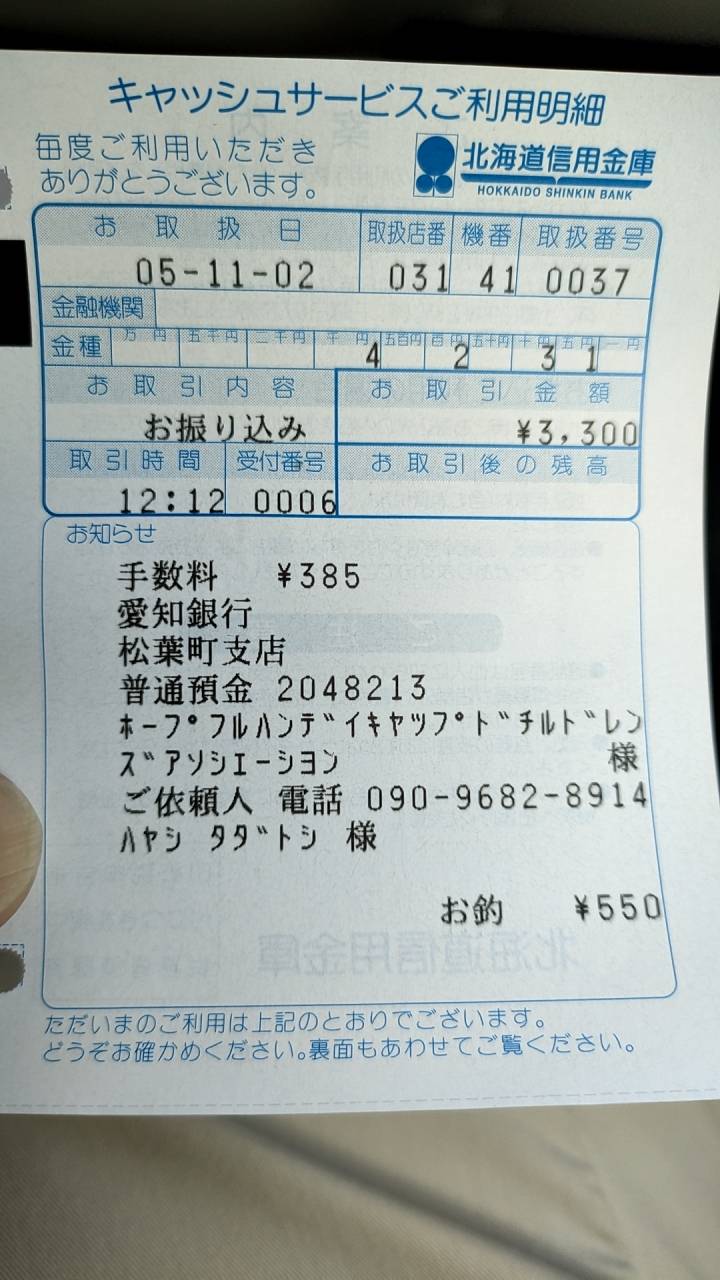 キャッシュサービスご利用明細
毎度ご利用いただき
ありがとうございます。
北海道信用金庫
HOKKAIDO SHINKIN BANK
お取扱日 取扱店番 機番 取扱番号
05-11-02 031 41 0037
金融機関
金種 万円 五千円 二千円 千円 五百円 百円 五十円 十円 五円 一円
4 2 3 1
お取引内容 お取引金額
お振り込み ¥3,300
取引時間 受付番号 お取引後の残高
12:12 0006
お知らせ
手数料 ¥385
愛知銀行
松葉町支店
普通預金 2048213
ﾎｰﾌﾟﾌﾙﾊﾝﾃﾞｲｷﾔﾂﾌﾟﾄﾞﾁﾙﾄﾞﾚﾝ
ｽﾞｱｿｼｴｰｼﾖﾝ 様
ご依頼人 電話 090-9682-8914
ﾊﾔｼ ﾀﾀﾞﾄｼ 様
お釣 ¥550
ただいまのご利用は上記のとおりでございます。
どうぞお確かめください。裏面もあわせてご覧ください。